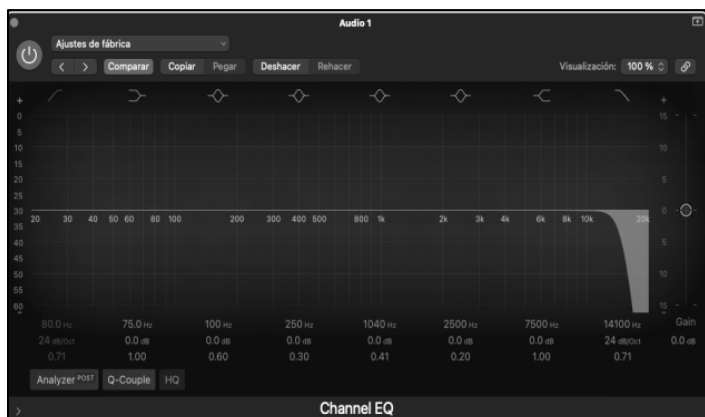 Audio 1
Ajustes de fábrica
Comparar Copiar Pegar Deshacer Rehacer Visualización: 100 %
+ +
0 15
5
10 10
15
20 5
25
30 0
20 30 40 50 60 80 100 200 300 400 500 800 1k 2k 3k 4k 6k 8k 10k 20k
35
40 5
45
50 10
55
60 15
- -
80.0 Hz 75.0 Hz 100 Hz 250 Hz 1040 Hz 2500 Hz 7500 Hz 14100 Hz Gain
24 dB/Oct 0.0 dB 0.0 dB 0.0 dB 0.0 dB 0.0 dB 0.0 dB 24 dB/Oct 0.0 dB
0.71 1.00 0.60 0.30 0.41 0.20 1.00 0.71
Analyzer POST Q-Couple HQ
Channel EQ